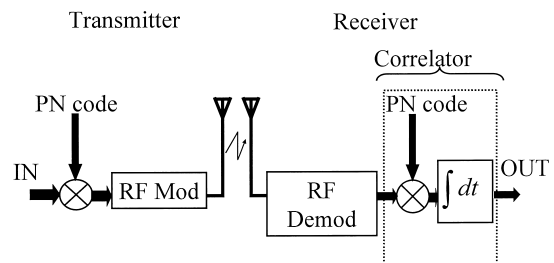 Transmitter
Receiver
Correlator
PN code
PN code
IN
RF Mod
RF
Demod
∫ dt
OUT